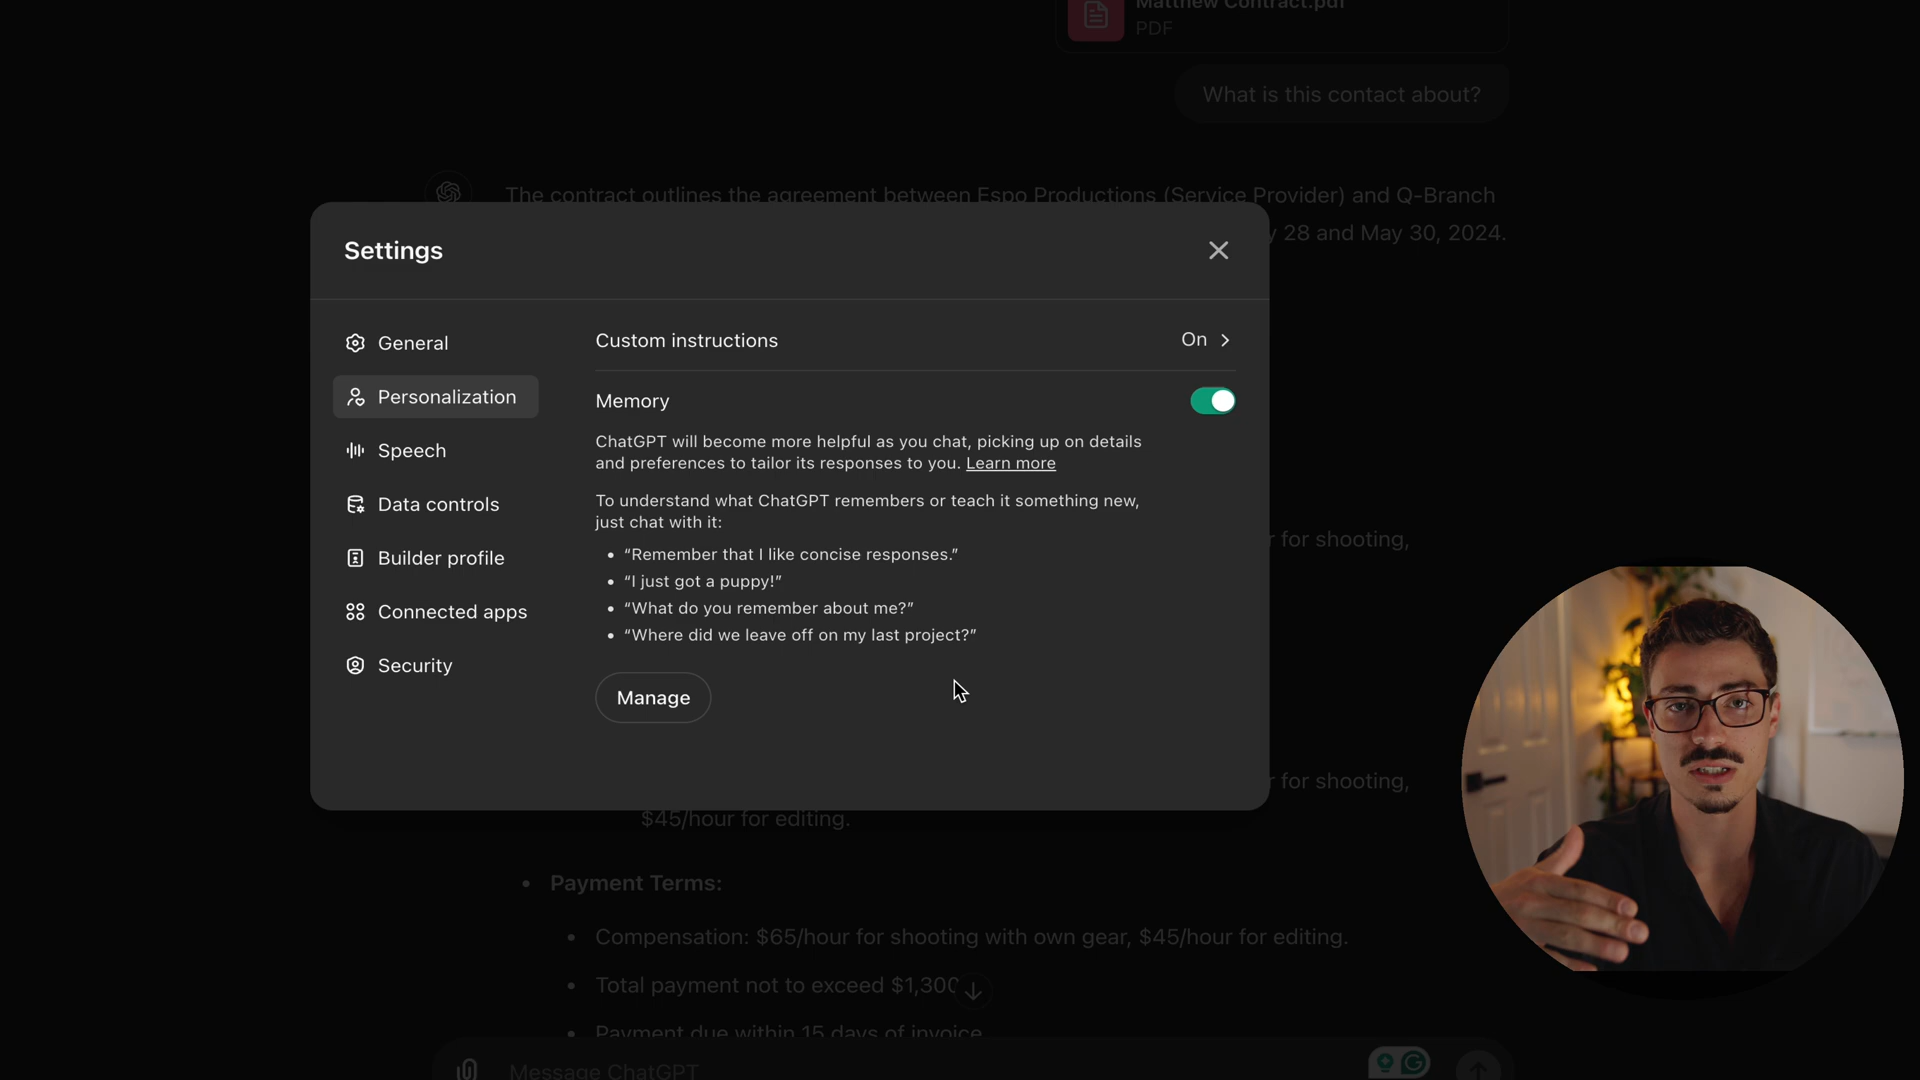 Matthew Contract.pdf
PDF
What is this contact about?
The contract outlines the agreement between Espo Productions (Service Provider) and Q-Branch
28 and May 30, 2024.
Settings
General
Personalization
Speech
Data controls
Builder profile
Connected apps
Security
Custom instructions
On
Memory
ChatGPT will become more helpful as you chat, picking up on details
and preferences to tailor its responses to you. Learn more
To understand what ChatGPT remembers or teach it something new,
just chat with it:
• “Remember that I like concise responses.”
• “I just got a puppy!”
• “What do you remember about me?”
• “Where did we leave off on my last project?”
Manage
for shooting,
for shooting,
$45/hour for editing.
• Payment Terms:
• Compensation: $65/hour for shooting with own gear, $45/hour for editing.
• Total payment not to exceed $1,300
• Payment due within 15 days of invoice
Message ChatGPT